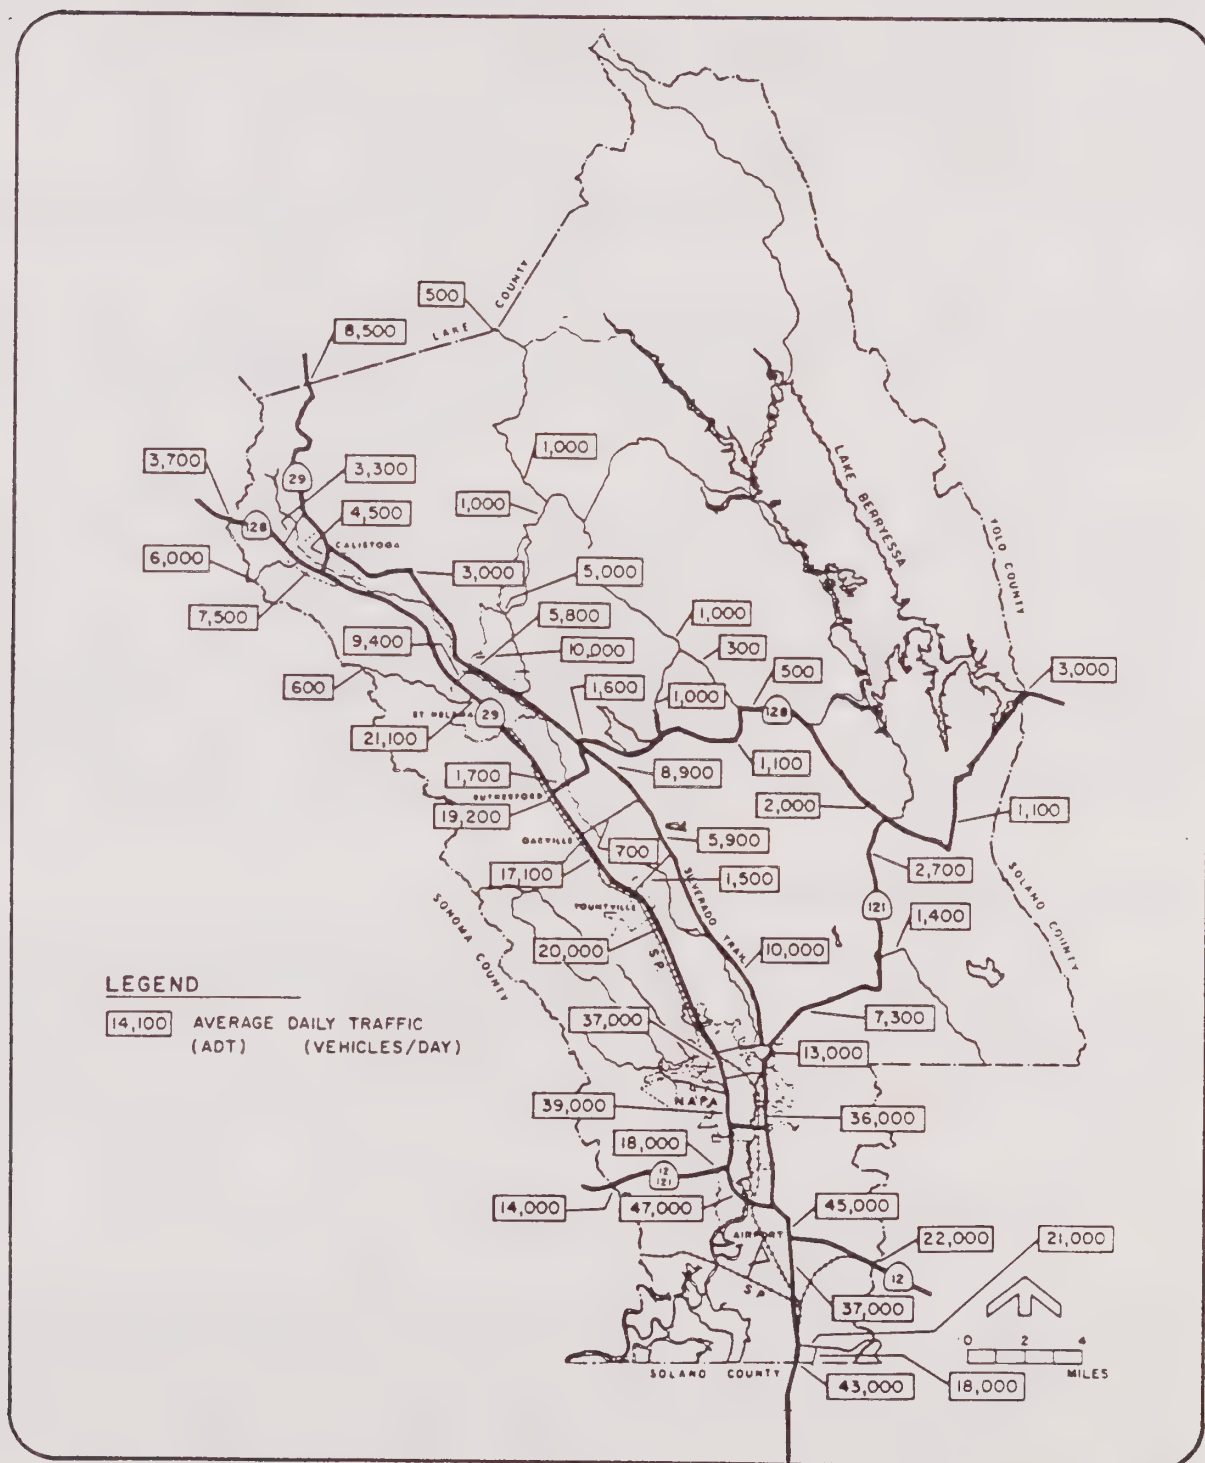 COUNTY
500
LAKE
8,500
1,000
3,700
29
3,300
LAKE BERRYESSA
1,000
4,500
128
YOLO COUNTY
CALISTOGA
6,000
3,000
5,000
7,500
5,800
1,000
9,400
10,000
300
600
1,600
1,000
500
3,000
ST HELENA
29
128
21,100
1,700
8,900
1,100
RUTHERFORD
19,200
2,000
1,100
OAKVILLE
700
5,900
17,100
1,500
2,700
SILVERADO TRAIL
SOLANO COUNTY
SONOMA COUNTY
YOUNTVILLE
121
1,400
20,000
S.P.
10,000
LEGEND
14,100 AVERAGE DAILY TRAFFIC
(ADT) (VEHICLES/DAY)
37,000
7,300
13,000
NAPA
39,000
36,000
18,000
12
121
14,000
47,000
45,000
AIRPORT
22,000
21,000
12
S.P.
37,000
0 2 4
MILES
SOLANO COUNTY
43,000
18,000